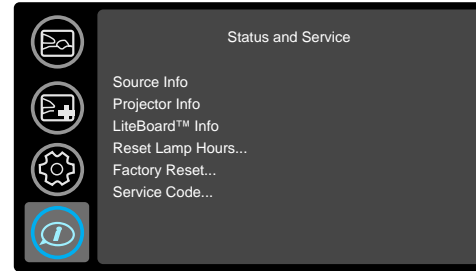 Status and Service
Source Info
Projector Info
LiteBoard™ Info
Reset Lamp Hours...
Factory Reset...
Service Code...